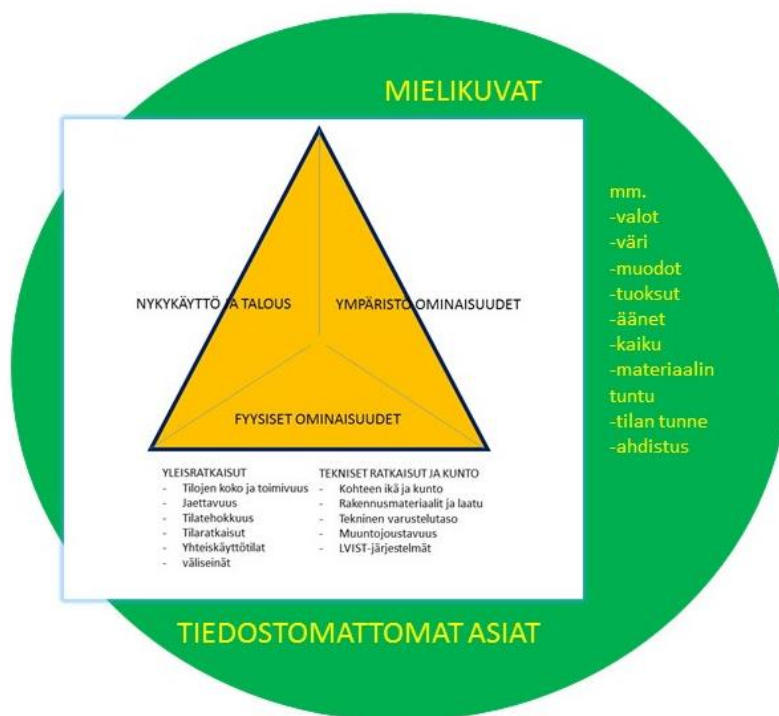 MIELIKUVAT
mm.
-valot
-väri
-muodot
-tuoksut
-äänet
-kaiku
-materiaalin
tuntu
-tilan tunne
-ahdistus
NYKYKÄYTTÖ JA TALOUS
YMPÄRISTÖ OMINAISUUDET
FYYSISET OMINAISUUDET
YLEISRATKAISUT
- Tilojen koko ja toimivuus
- Jaettavuus
- Tilatehokkuus
- Tilaratkaisut
- Yhteiskäyttötilat
- väliseinät
TEKNISET RATKAISUT JA KUNTO
- Kohteen ikä ja kunto
- Rakennusmateriaalit ja laatu
- Tekninen varustelutaso
- Muuntojoustavuus
- LVIST-järjestelmät
TIEDOSTOMATTOMAT ASIAT